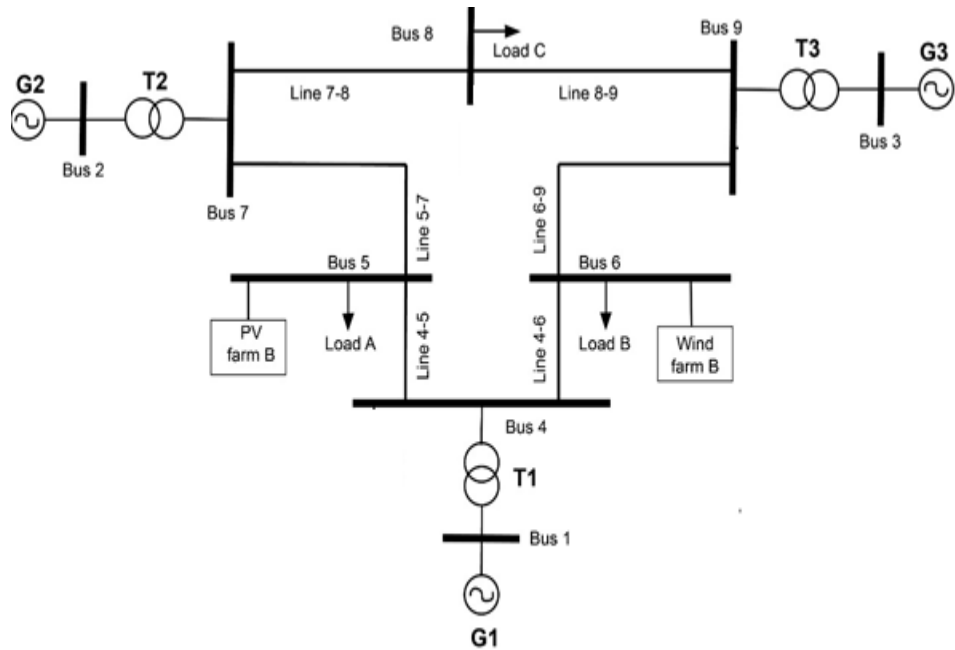 Bus 8
Load C
Bus 9
T3
G3
G2
T2
Line 7-8
Line 8-9
Bus 3
Bus 2
Bus 7
Line 5-7
Line 6-9
Bus 5
Bus 6
PV
farm B
Load A
Line 4-5
Line 4-6
Load B
Wind
farm B
Bus 4
T1
Bus 1
G1